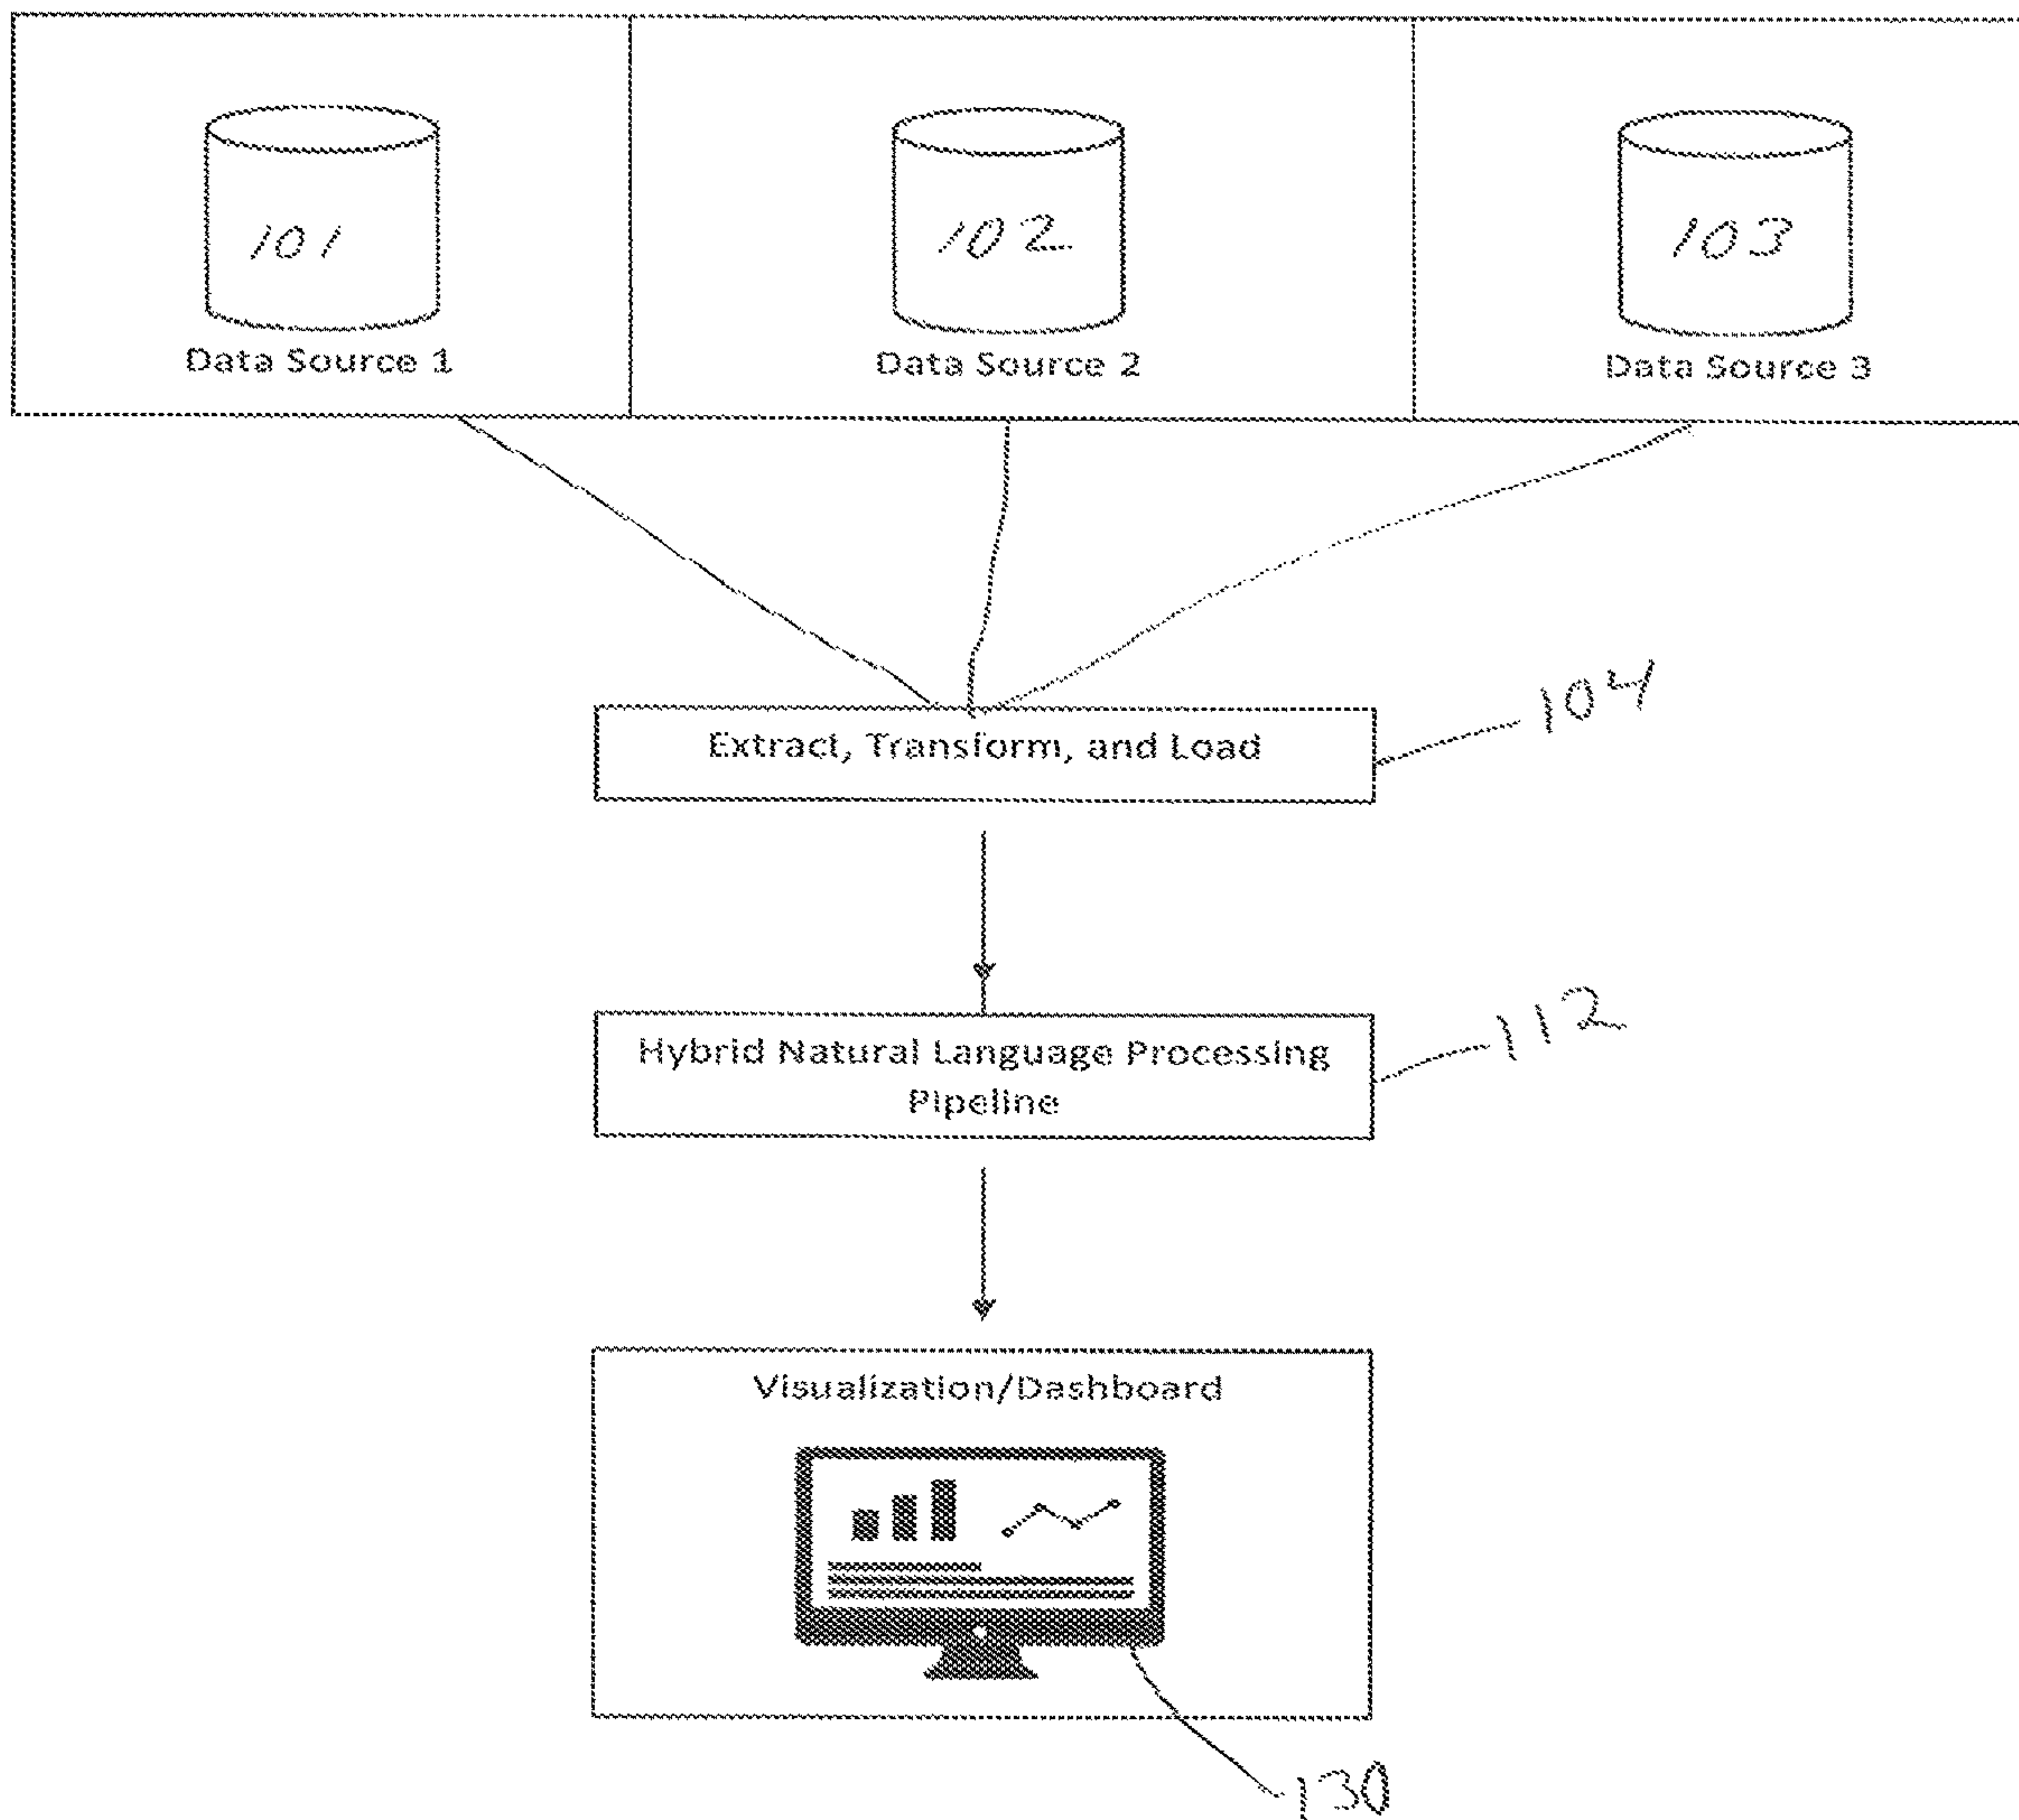 101
102
103
Data Source 1
Data Source 2
Data Source 3
Extract, Transform, and Load
104
Hybrid Natural Language Processing
Pipeline
112
Visualization/Dashboard
130